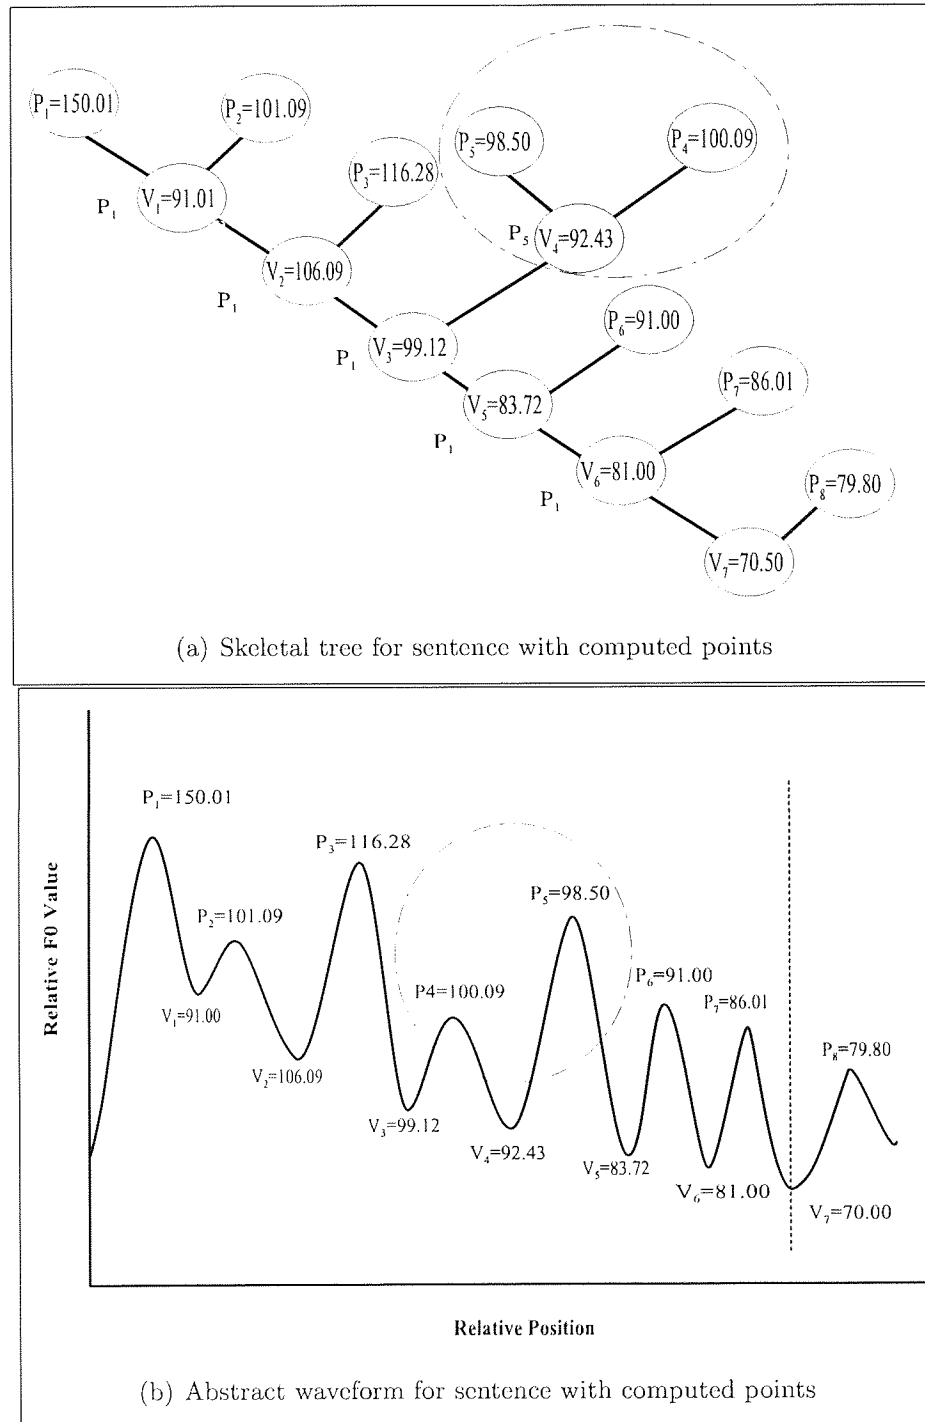 P₁=150.01
P₂=101.09
P₅=98.50
P₄=100.09
P₃=116.28
P₁
V₁=91.01
P₅
V₄=92.43
V₂=106.09
P₁
P₆=91.00
P₁
V₃=99.12
P₇=86.01
V₅=83.72
P₁
V₆=81.00
P₈=79.80
P₁
V₇=70.50
(a) Skeletal tree for sentence with computed points
P₁=150.01
P₃=116.28
P₅=98.50
P₂=101.09
P₆=91.00
P4=100.09
P₇=86.01
V₁=91.00
P₈=79.80
V₂=106.09
V₃=99.12
V₄=92.43
V₅=83.72
V₆=81.00
V₇=70.00
Relative F0 Value
Relative Position
(b) Abstract waveform for sentence with computed points